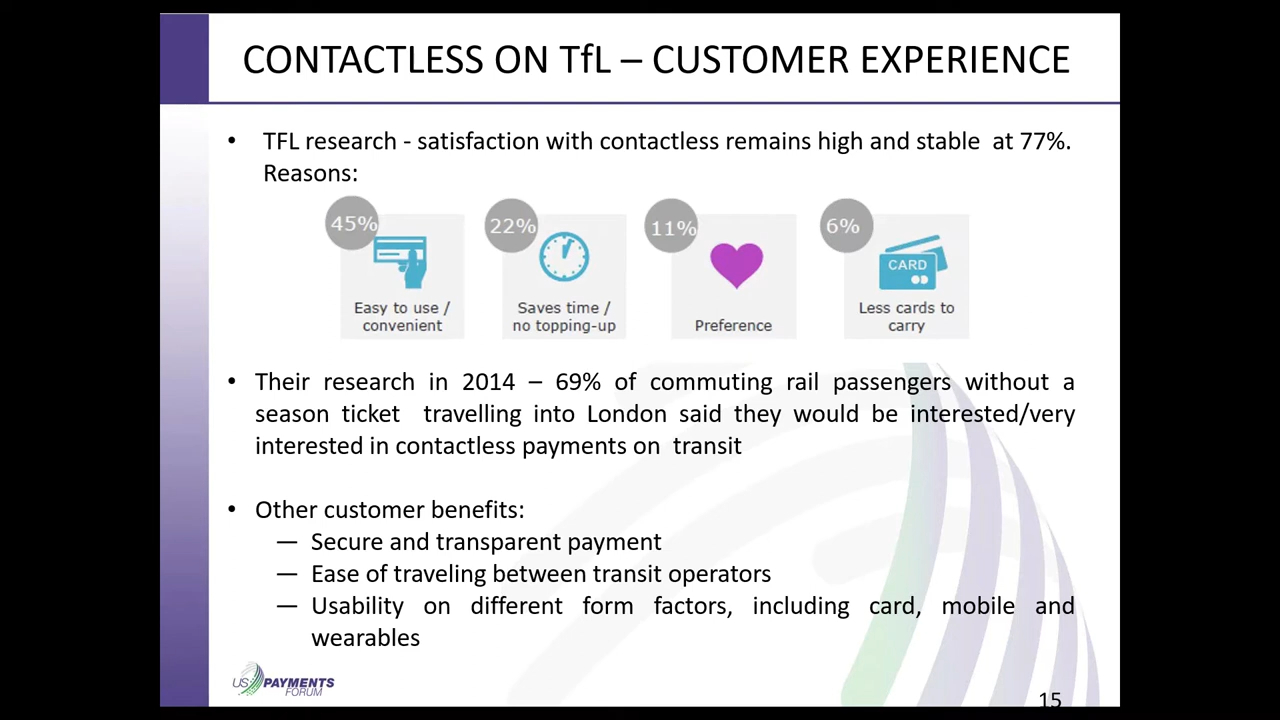 CONTACTLESS ON TfL – CUSTOMER EXPERIENCE
• TFL research - satisfaction with contactless remains high and stable at 77%.
Reasons:
45%
Easy to use /
convenient
22%
Saves time /
no topping-up
11%
Preference
6%
CARD
Less cards to
carry
• Their research in 2014 – 69% of commuting rail passengers without a
season ticket travelling into London said they would be interested/very
interested in contactless payments on transit
• Other customer benefits:
— Secure and transparent payment
— Ease of traveling between transit operators
— Usability on different form factors, including card, mobile and
wearables
US PAYMENTS
FORUM
15